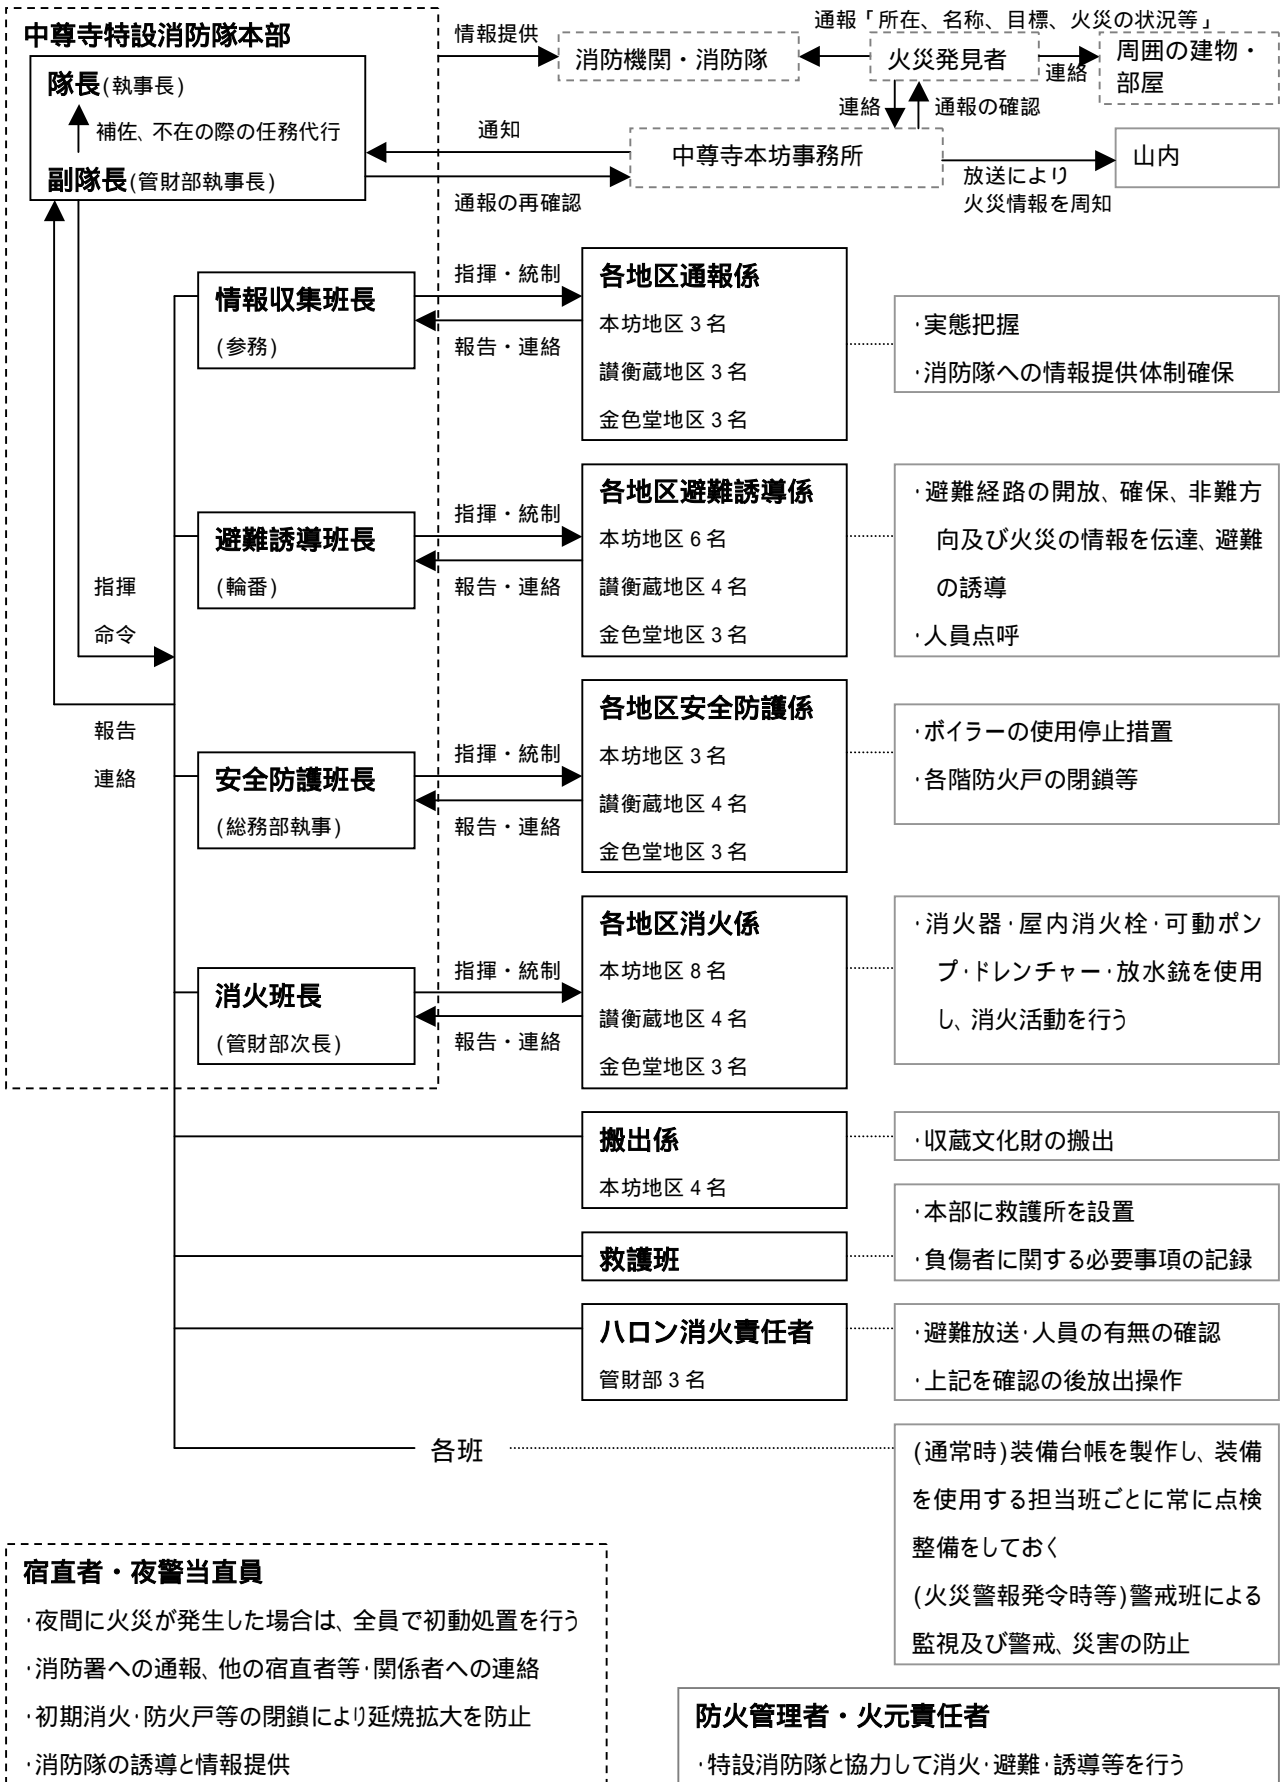 中尊寺特設消防隊本部
隊長(執事長)
補佐、不在の際の任務代行
副隊長(管財部執事長)
情報提供
消防機関・消防隊
通報「所在、名称、目標、火災の状況等」
火災発見者
連絡
周囲の建物・
部屋
連絡
通報の確認
通知
中尊寺本坊事務所
通報の再確認
放送により
火災情報を周知
山内
情報収集班長
(参務)
指揮・統制
報告・連絡
各地区通報係
本坊地区3名
讃衡蔵地区3名
金色堂地区3名
・実態把握
・消防隊への情報提供体制確保
避難誘導班長
(輪番)
指揮・統制
報告・連絡
各地区避難誘導係
本坊地区6名
讃衡蔵地区4名
金色堂地区3名
・避難経路の開放、確保、非難方
向及び火災の情報を伝達、避難
の誘導
・人員点呼
指揮
命令
報告
連絡
安全防護班長
(総務部執事)
指揮・統制
報告・連絡
各地区安全防護係
本坊地区3名
讃衡蔵地区4名
金色堂地区3名
・ボイラーの使用停止措置
・各階防火戸の閉鎖等
消火班長
(管財部次長)
指揮・統制
報告・連絡
各地区消火係
本坊地区8名
讃衡蔵地区4名
金色堂地区3名
・消火器・屋内消火栓・可動ポン
プ・ドレンチャー・放水銃を使用
し、消火活動を行う
搬出係
本坊地区4名
・収蔵文化財の搬出
救護班
・本部に救護所を設置
・負傷者に関する必要事項の記録
ハロン消火責任者
管財部3名
・避難放送・人員の有無の確認
・上記を確認の後放出操作
各班
(通常時)装備台帳を製作し、装備
を使用する担当班ごとに常に点検
整備をしておく
(火災警報発令時等)警戒班による
監視及び警戒、災害の防止
宿直者・夜警当直員
・夜間に火災が発生した場合は、全員で初動処置を行う
・消防署への通報、他の宿直者等・関係者への連絡
・初期消火・防火戸等の閉鎖により延焼拡大を防止
・消防隊の誘導と情報提供
防火管理者・火元責任者
・特設消防隊と協力して消火・避難・誘導等を行う